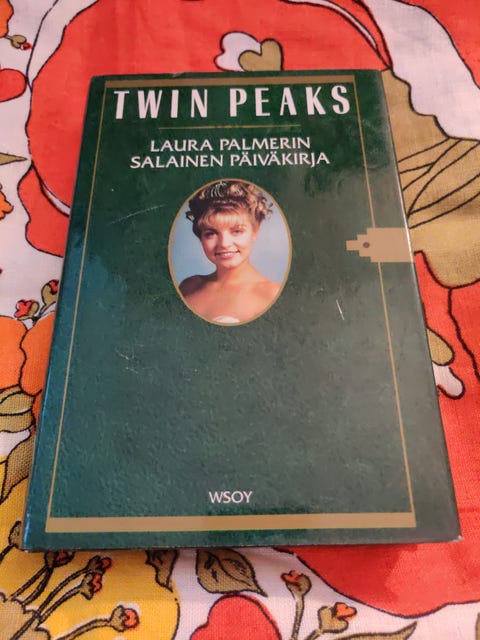 TWIN PEAKS
LAURA PALMERIN
SALAINEN PÄIVÄKIRJA
WSOY